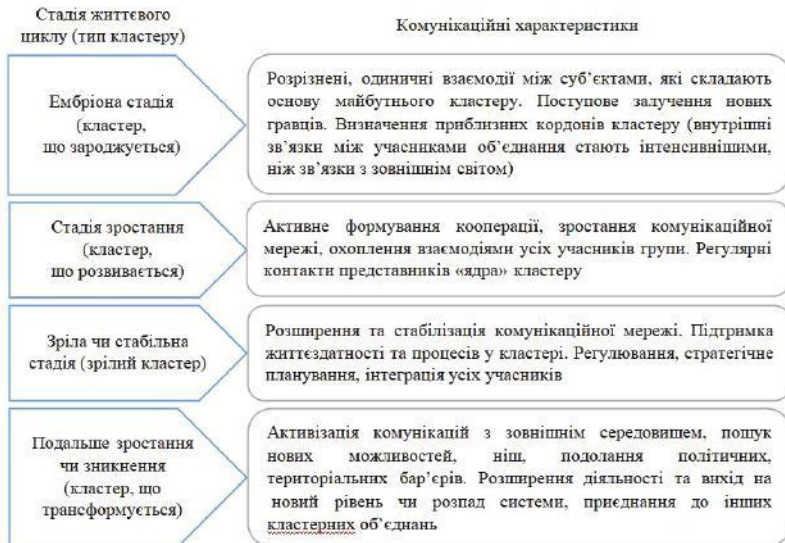 Стадія життєвого
циклу (тип кластеру)
Комунікаційні характеристики
Ембріона стадія
(кластер,
що зароджується)
Розрізнені, одиничні взаємодії між суб’єктами, які складають
основу майбутнього кластеру. Поступове залучення нових
гравців. Визначення приблизних кордонів кластеру (внутрішні
зв’язки між учасниками об’єднання стають інтенсивнішими,
ніж зв’язки з зовнішнім світом)
Стадія зростання
(кластер,
що розвивається)
Активне формування кооперації, зростання комунікаційної
мережі, охоплення взаємодіями усіх учасників групи. Регулярні
контакти представників «ядра» кластеру
Зріла чи стабільна
стадія (зрілий кластер)
Розширення та стабілізація комунікаційної мережі. Підтримка
життєздатності та процесів у кластері. Регулювання, стратегічне
планування, інтеграція усіх учасників
Подальше зростання
чи зникнення
(кластер, що
трансформується)
Активізація комунікацій з зовнішнім середовищем, пошук
нових можливостей, ніш, подолання політичних,
територіальних бар’єрів. Розширення діяльності та вихід на
новий рівень чи розпад системи, приєднання до інших
кластерних об’єднань